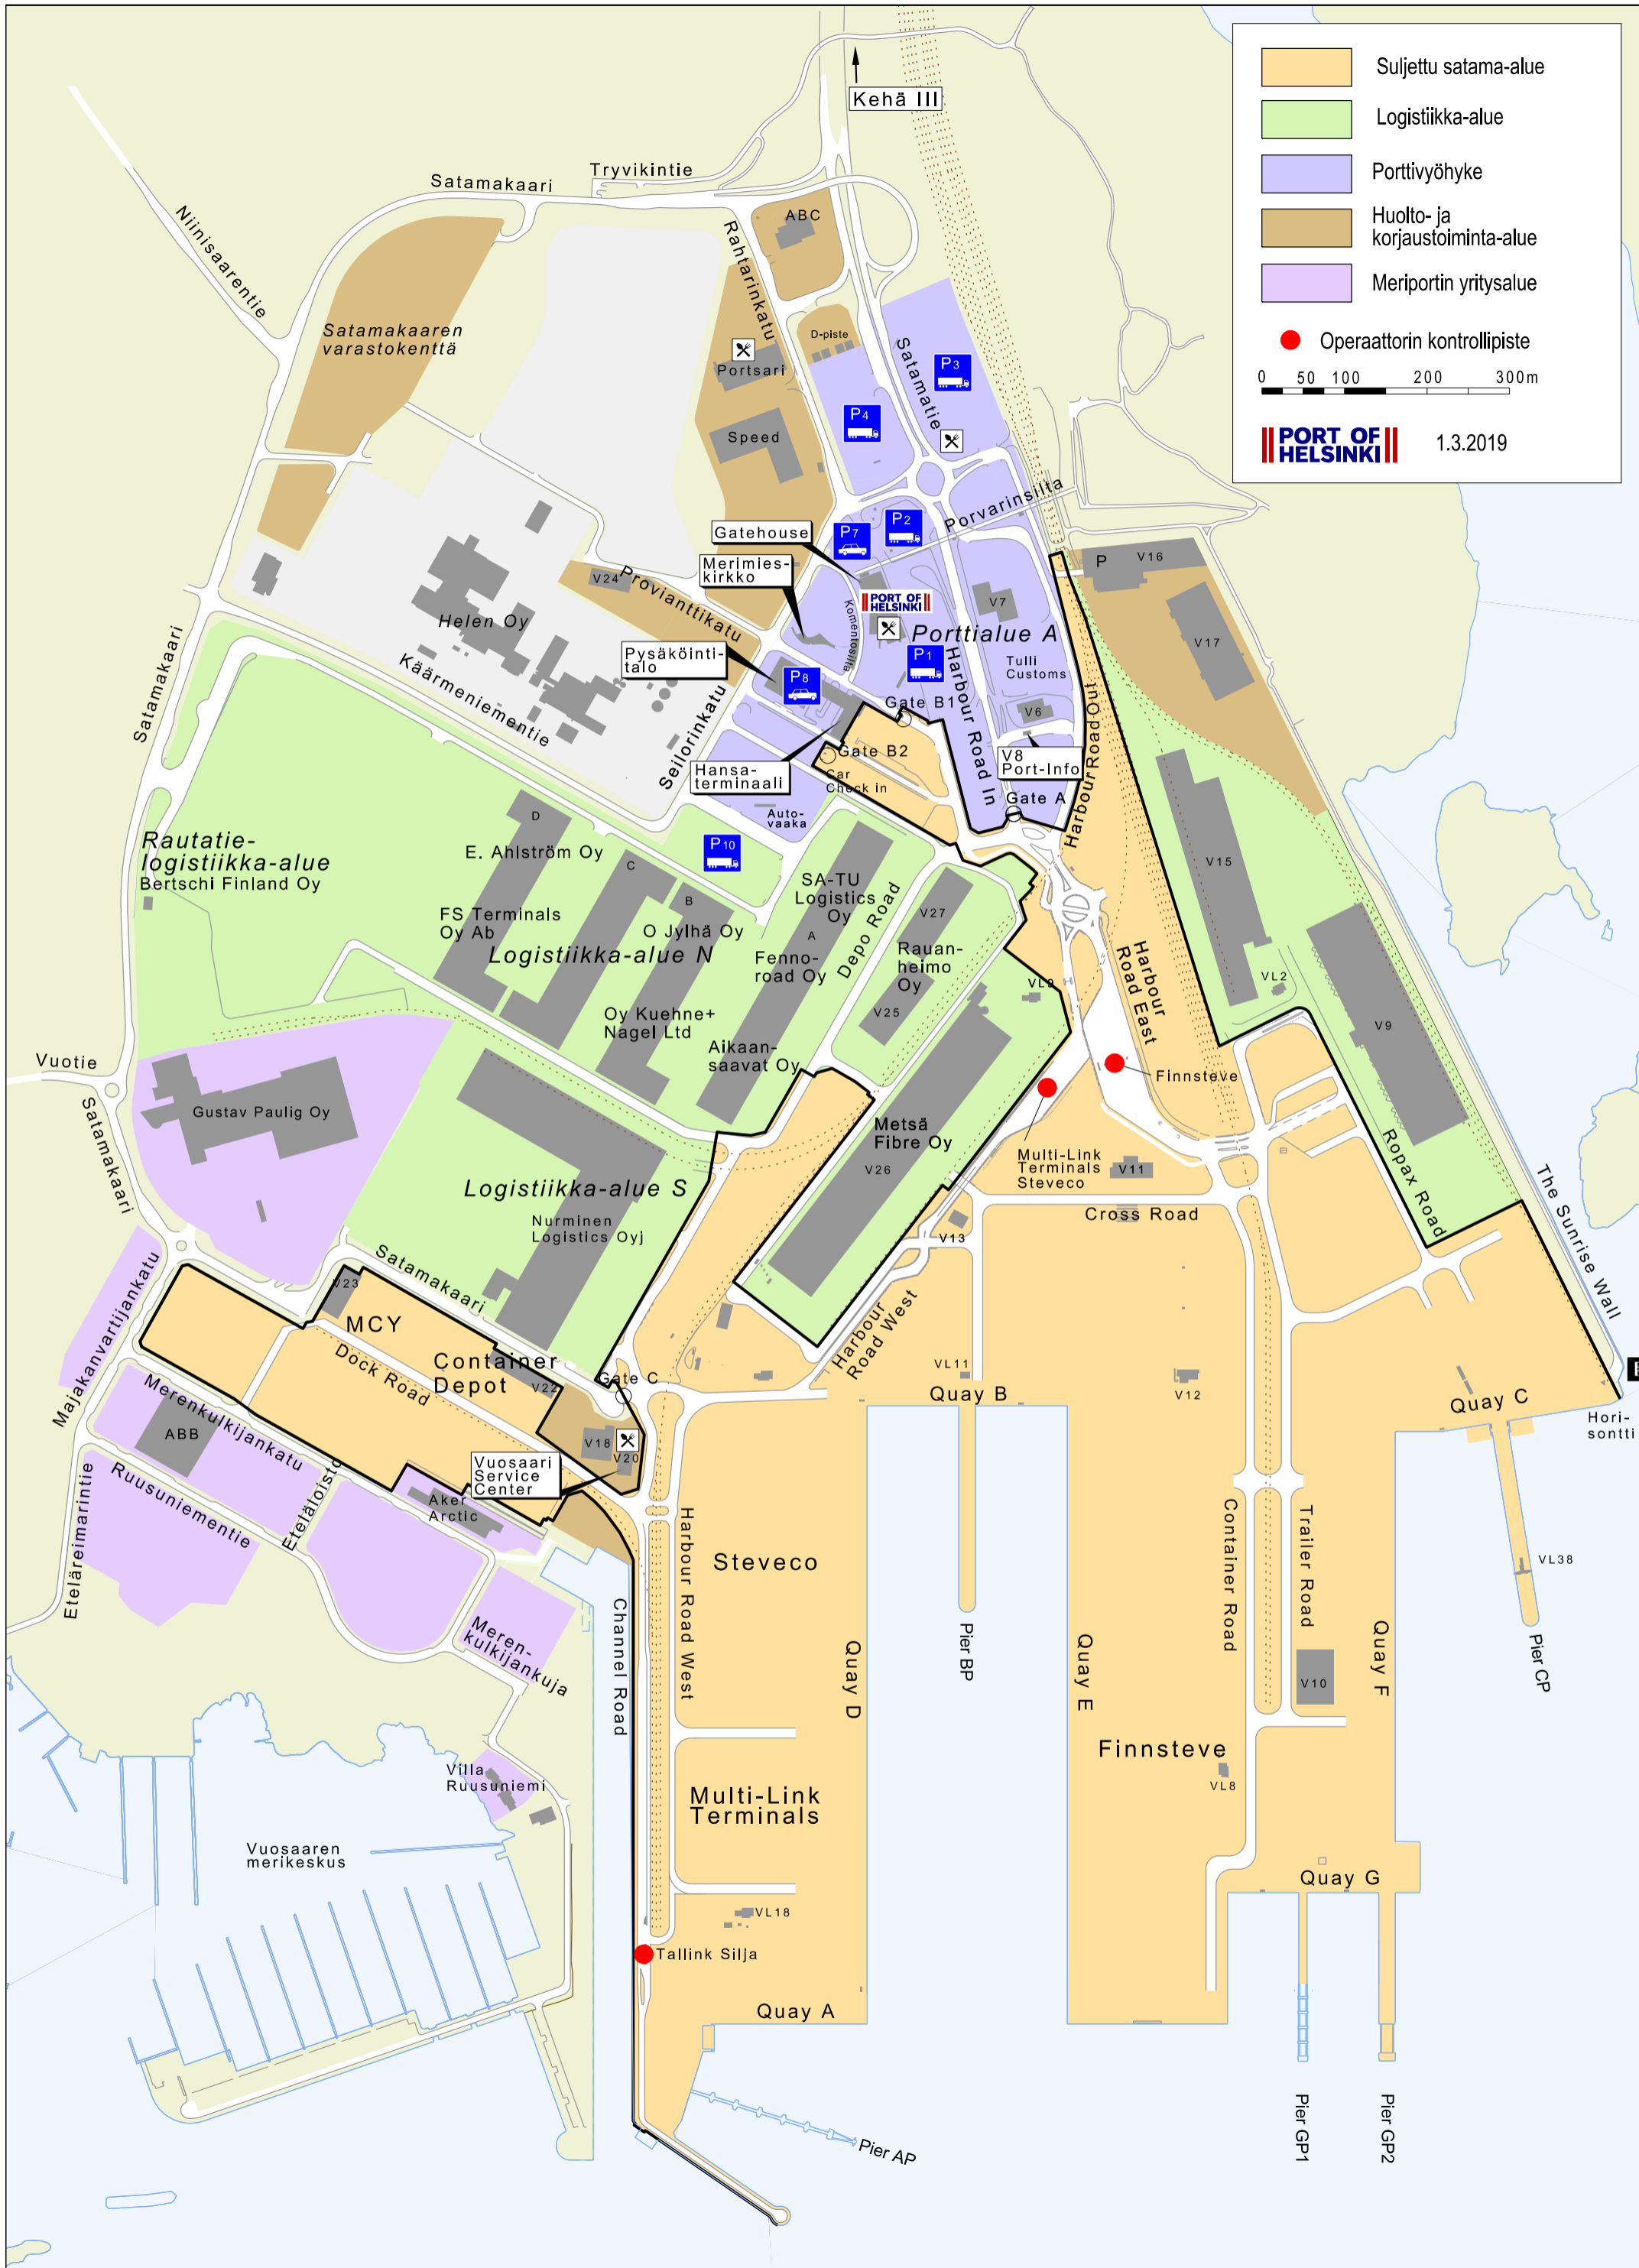 Suljettu satama-alue
Logistiikka-alue
Porttivyöhyke
Huolto- ja
korjaustoiminta-alue
Meriportin yritysalue
Operaattorin kontrollipiste
0 50 100 200 300m
PORT OF
HELSINKI
1.3.2019
Kehä III
Tryvikintie
Satamakaari
Niinisaarentie
Rahtarinkatu
ABC
Satamakaaren
varastokenttä
D-piste
Satamatie
P3
Portsari
P4
Speed
Porvarinsilta
P2
P7
Gatehouse
Merimies-
kirkko
V24
Provianttikatu
Komentosilta
PORT OF
HELSINKI
V7
P
V16
V17
Helen Oy
Porttialue A
Pysäköinti-
talo
P8
P1
Tulli
Customs
Käärmeniementie
Satamakaari
Seilorinkatu
Gate B1
V6
Harbour Road In
Harbour Road Out
Gate B2
V8
Port-Info
Hansa-
terminaali
Car
Check in
Gate A
Auto-
vaaka
D
P10
Rautatie-
logistiikka-alue
Bertschi Finland Oy
E. Ahlström Oy
C
SA-TU
Logistics
Oy
V15
B
V27
FS Terminals
Oy Ab
O Jylhä Oy
A
Depo Road
Logistiikka-alue N
Fenno-
road Oy
Rauan-
heimo
Oy
Harbour
Road East
VL9
VL2
V25
V9
Oy Kuehne+
Nagel Ltd
Aikaan-
saavat Oy
Vuotie
Finnsteve
Satamakaari
Gustav Paulig Oy
Metsä
Fibre Oy
V26
Multi-Link
Terminals
Steveco
V11
Ropax Road
The Sunrise Wall
Logistiikka-alue S
Cross Road
Nurminen
Logistics Oyj
V13
Satamakaari
V23
MCY
Harbour
Road West
Majakanvartijankatu
Dock Road
Container
Depot
V22
Gate C
VL11
Quay B
V12
Quay C
Hori-
sontti
Merenkulkijankatu
ABB
V18
V20
Vuosaari
Service
Center
Ruusuniementie
Eteläloisto
Aker
Arctic
Eteläreimarintie
Harbour Road West
Steveco
Container Road
Trailer Road
VL38
Channel Road
Meren-
kulkijankuja
Quay D
Pier BP
Quay E
Quay F
Pier CP
V10
Finnsteve
Villa
Ruusuniemi
VL8
Multi-Link
Terminals
Vuosaaren
merikeskus
Quay G
VL18
Tallink Silja
Quay A
Pier AP
Pier GP1
Pier GP2